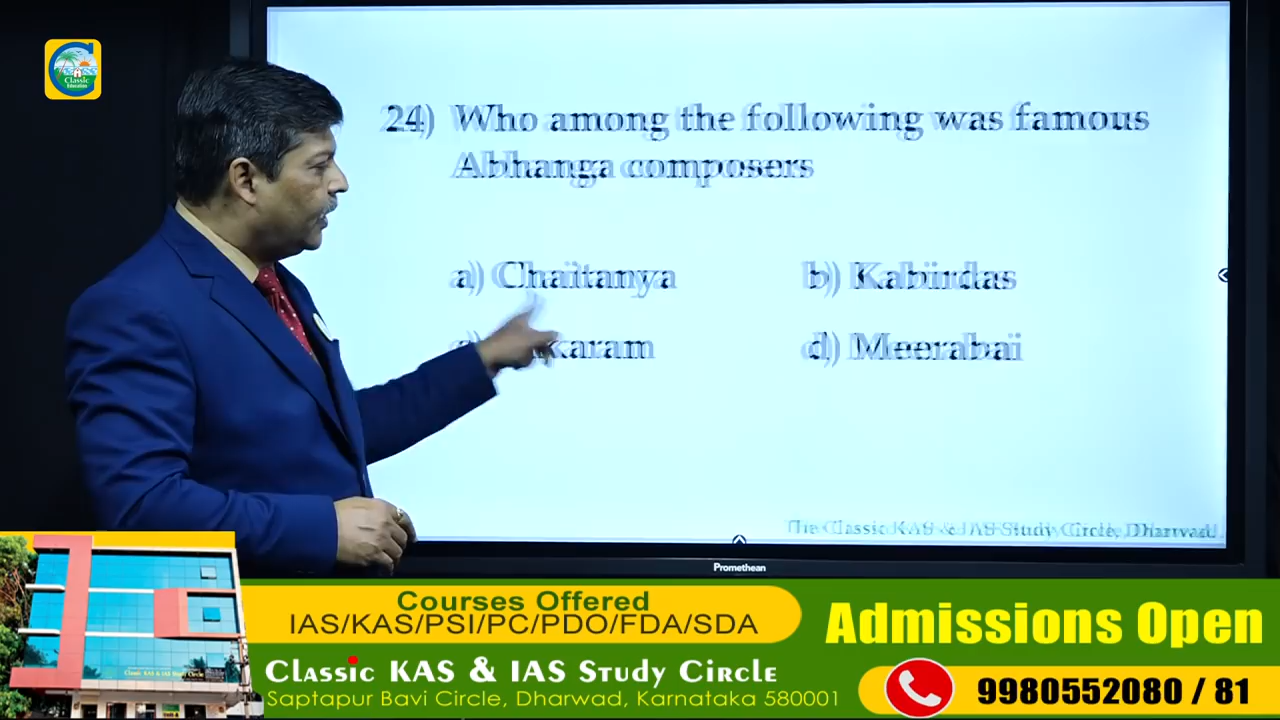 Classic
Education
24) Who among the following was famous
Abhanga composers
a) Chaitanya b) Kabirdas
d) Meerabai
The Classic KAS & IAS Study Circle, Dharwad.
Promethean
Courses Offered
IAS/KAS/PSI/PC/PDO/FDA/SDA
Admissions Open
Classic KAS & IAS Study Circle
Saptapur Bavi Circle, Dharwad, Karnataka 580001
9980552080 / 81